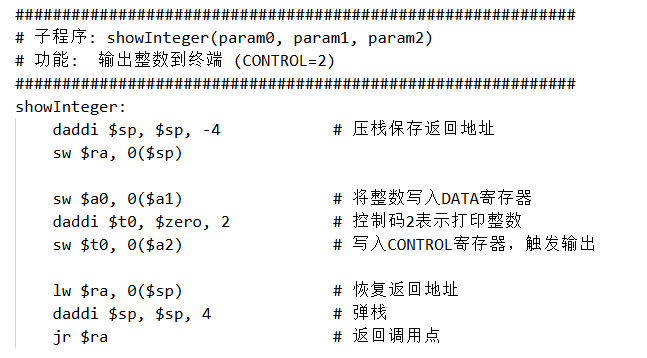 ############################################################
# 子程序: showInteger(param0, param1, param2)
# 功能: 输出整数到终端 (CONTROL=2)
############################################################
showInteger:
    daddi $sp, $sp, -4            # 压栈保存返回地址
    sw $ra, 0($sp)

    sw $a0, 0($a1)                # 将整数写入DATA寄存器
    daddi $t0, $zero, 2           # 控制码2表示打印整数
    sw $t0, 0($a2)                # 写入CONTROL寄存器，触发输出

    lw $ra, 0($sp)                # 恢复返回地址
    daddi $sp, $sp, 4             # 弹栈
    jr $ra                        # 返回调用点